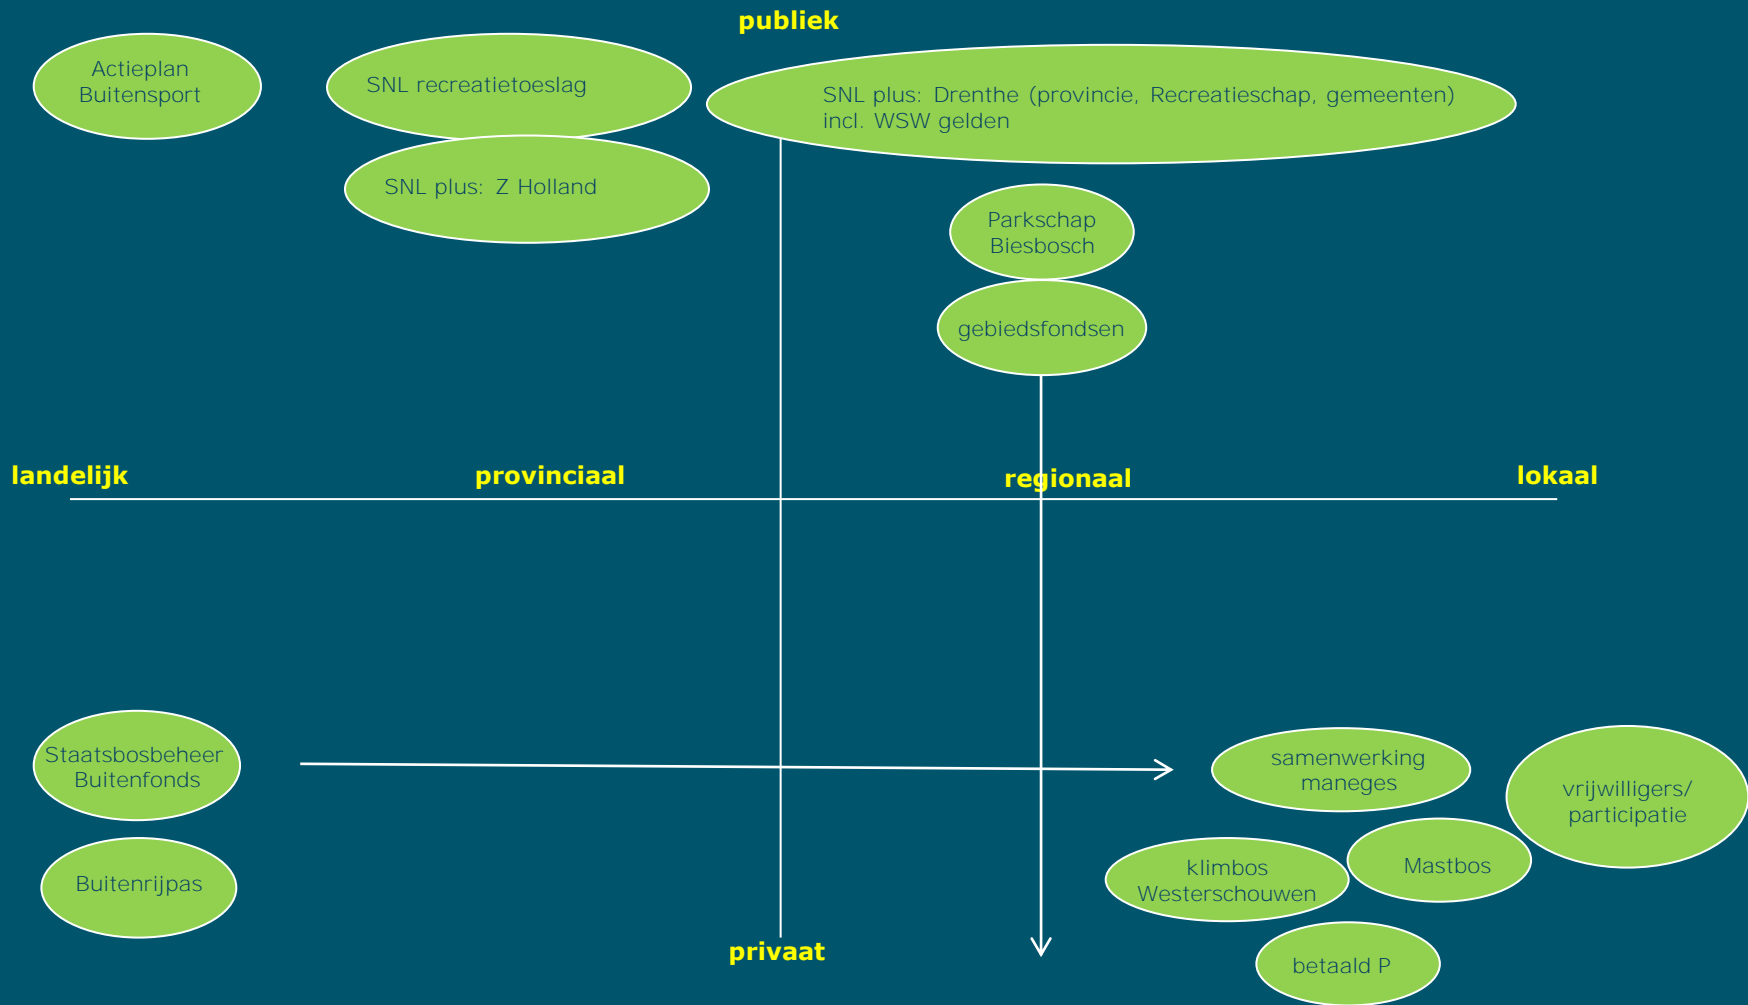 publiek
Actieplan
Buitensport
SNL recreatietoeslag
SNL plus: Drenthe (provincie, Recreatieschap, gemeenten)
incl. WSW gelden
SNL plus: Z Holland
Parkschap
Biesbosch
gebiedsfondsen
landelijk
provinciaal
regionaal
lokaal
Staatsbosbeheer
Buitenfonds
samenwerking
maneges
vrijwilligers/
participatie
Buitenrijpas
klimbos
Westerschouwen
Mastbos
privaat
betaald P